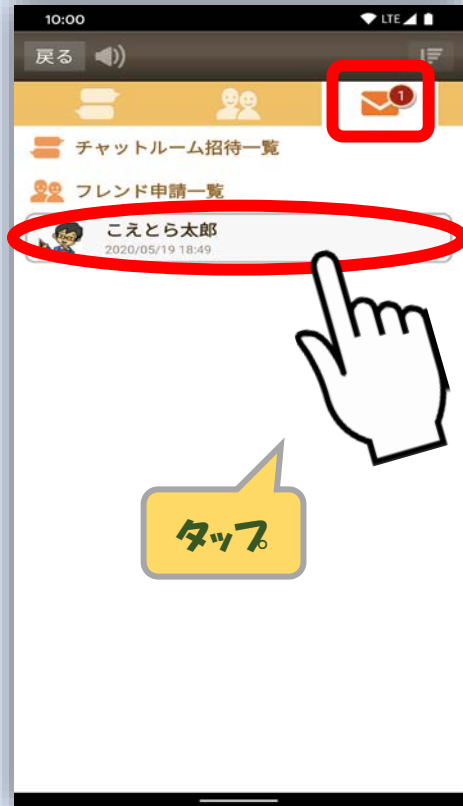 10:00 LTE
戻る
1
チャットルーム招待一覧
フレンド申請一覧
こえとら太郎
2020/05/19 18:49
タップ